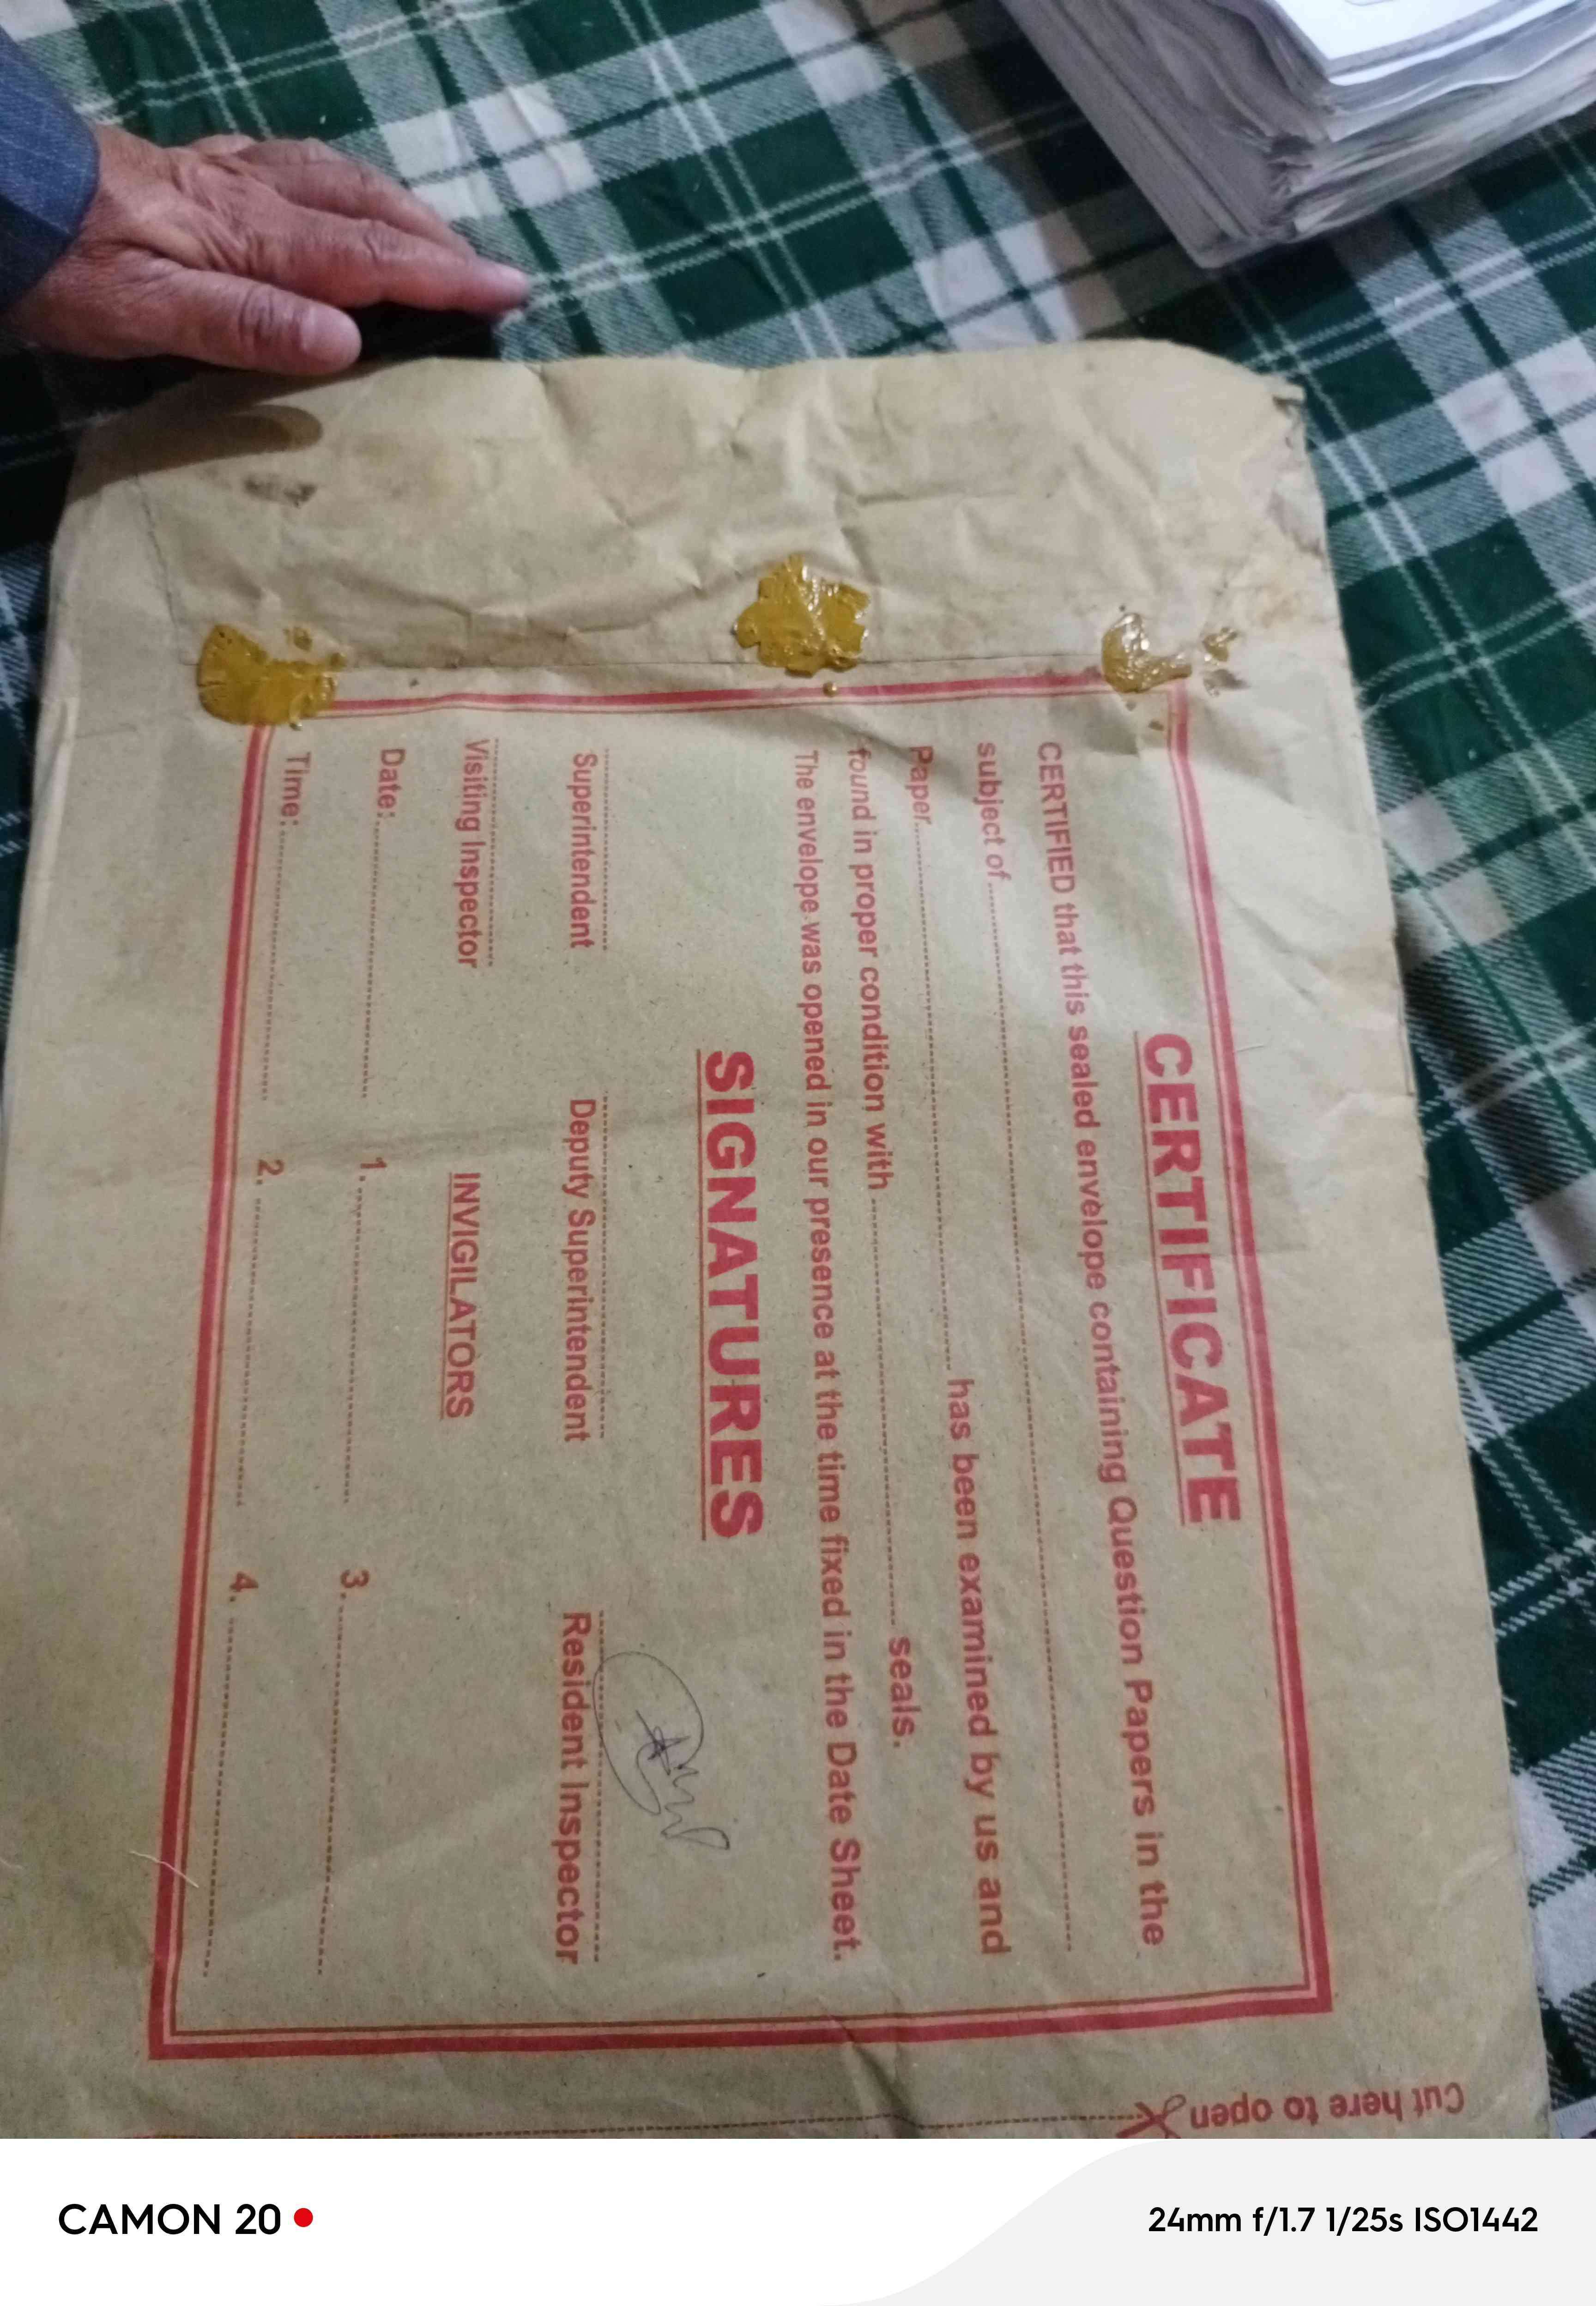 CERTIFICATE
CERTIFIED that this sealed envelope containing Question Papers in the
subject of
Paper has been examined by us and
found in proper condition with seals.
The envelope was opened in our presence at the time fixed in the Date Sheet.
SIGNATURES
Superintendent Deputy Superintendent Resident Inspector
Visiting Inspector INVIGILATORS
Date: 1. 3.
Time: 2. 4.
Cut here to open
CAMON 20
24mm f/1.7 1/25s ISO1442